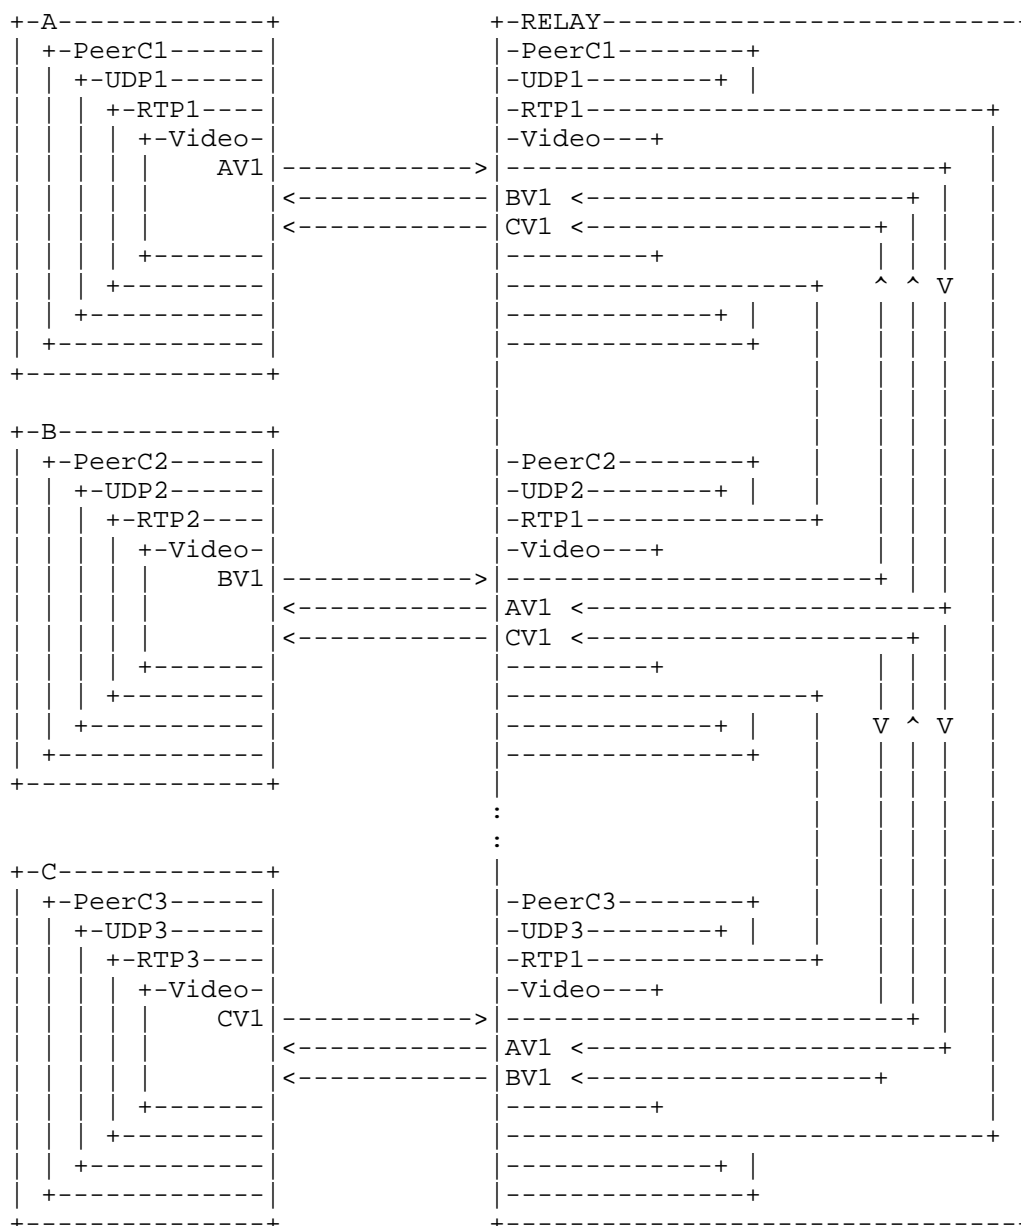 +-A-------------+              +-RELAY--------------------------
| +-PeerC1------|              |-PeerC1--------+
| | +-UDP1------|              |-UDP1--------+ |
| | | +-RTP1----|              |-RTP1-------------------------+
| | | | +-Video-|              |-Video---+                    |
| | | | |    AV1|------------->|---------------------------+  |
| | | | |       |<------------ |BV1 <--------------------+ |  |
| | | | |       |<------------ |CV1 <------------------+ | |  |
| | | | +-------|              |---------+             | | |  |
| | | +---------|              |-------------------+   ^ ^ V  |
| | +-----------|              |-------------+ |   |   | | |  |
| +-------------|              |---------------+   |   | | |  |
+---------------+              |                   |   | | |  |
                               |                   |   | | |  |
+-B-------------+              |                   |   | | |  |
| +-PeerC2------|              |-PeerC2--------+   |   | | |  |
| | +-UDP2------|              |-UDP2--------+ |   |   | | |  |
| | | +-RTP2----|              |-RTP1--------------+   | | |  |
| | | | +-Video-|              |-Video---+             | | |  |
| | | | |    BV1|------------->|-----------------------+ | |  |
| | | | |       |<------------ |AV1 <----------------------+  |
| | | | |       |<------------ |CV1 <--------------------+ |  |
| | | | +-------|              |---------+             | | |  |
| | | +---------|              |-------------------+   | | |  |
| | +-----------|              |-------------+ |   |   V ^ V  |
| +-------------|              |---------------+   |   | | |  |
+---------------+              |                   |   | | |  |
                               :                   |   | | |  |
                               :                   |   | | |  |
+-C-------------+              |                   |   | | |  |
| +-PeerC3------|              |-PeerC3--------+   |   | | |  |
| | +-UDP3------|              |-UDP3--------+ |   |   | | |  |
| | | +-RTP3----|              |-RTP1--------------+   | | |  |
| | | | +-Video-|              |-Video---+             | | |  |
| | | | |    CV1|------------->|-------------------------+ |  |
| | | | |       |<------------ |AV1 <----------------------+  |
| | | | |       |<------------ |BV1 <------------------+      |
| | | | +-------|              |---------+                    |
| | | +---------|              |------------------------------+
| | +-----------|              |-------------+ |
| +-------------|              |---------------+
+---------------+              +--------------------------------